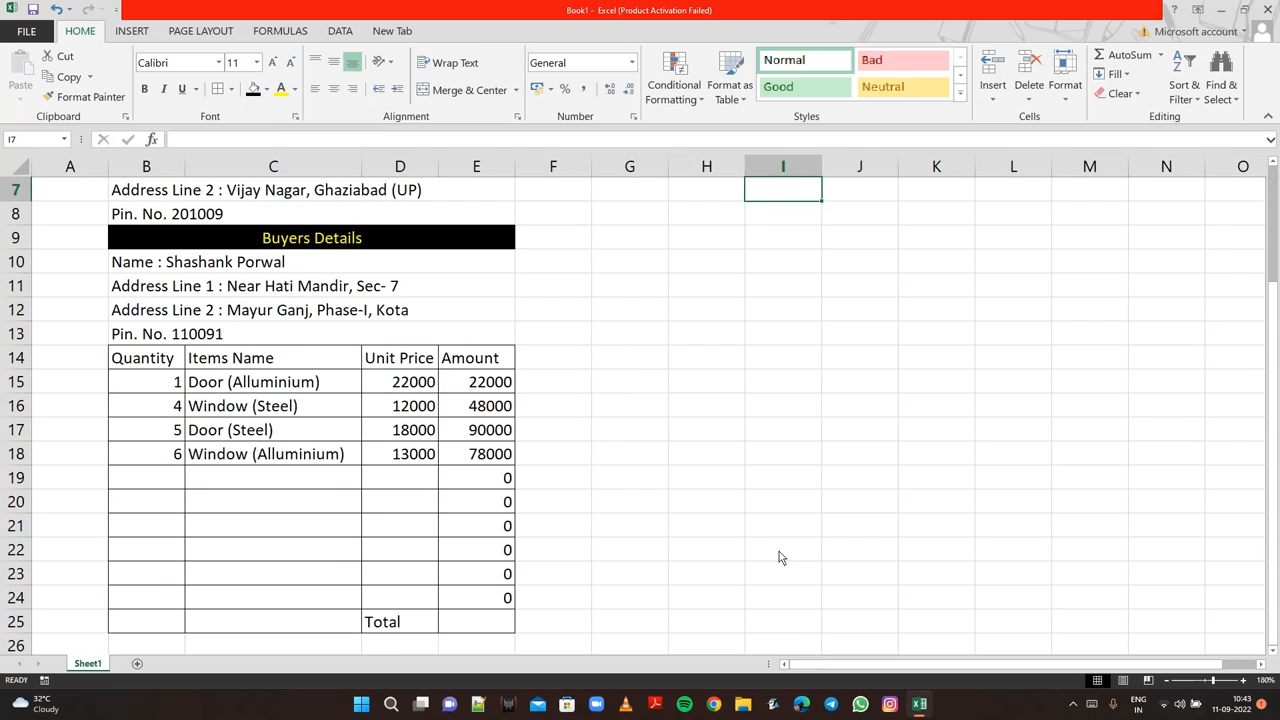 Book1 - Excel (Product Activation Failed)
FILE HOME INSERT PAGE LAYOUT FORMULAS DATA New Tab Microsoft account
Paste Cut Copy Format Painter Clipboard
Calibri 11 B I U A A A Font
Wrap Text Merge & Center Alignment
General % , Number
Conditional Formatting Format as Table
Normal Bad Good Neutral Styles
Insert Delete Format Cells
AutoSum Fill Clear Sort & Filter Find & Select Editing
I7 fx
A B C D E F G H I J K L M N O
7 Address Line 2 : Vijay Nagar, Ghaziabad (UP)
8 Pin. No. 201009
9 Buyers Details
10 Name : Shashank Porwal
11 Address Line 1 : Near Hati Mandir, Sec- 7
12 Address Line 2 : Mayur Ganj, Phase-I, Kota
13 Pin. No. 110091
14 Quantity Items Name Unit Price Amount
15 1 Door (Alluminium) 22000 22000
16 4 Window (Steel) 12000 48000
17 5 Door (Steel) 18000 90000
18 6 Window (Alluminium) 13000 78000
19 0
20 0
21 0
22 0
23 0
24 0
25 Total
26
Sheet1
READY 180%
32°C Cloudy ENG IN 10:43 11-09-2022